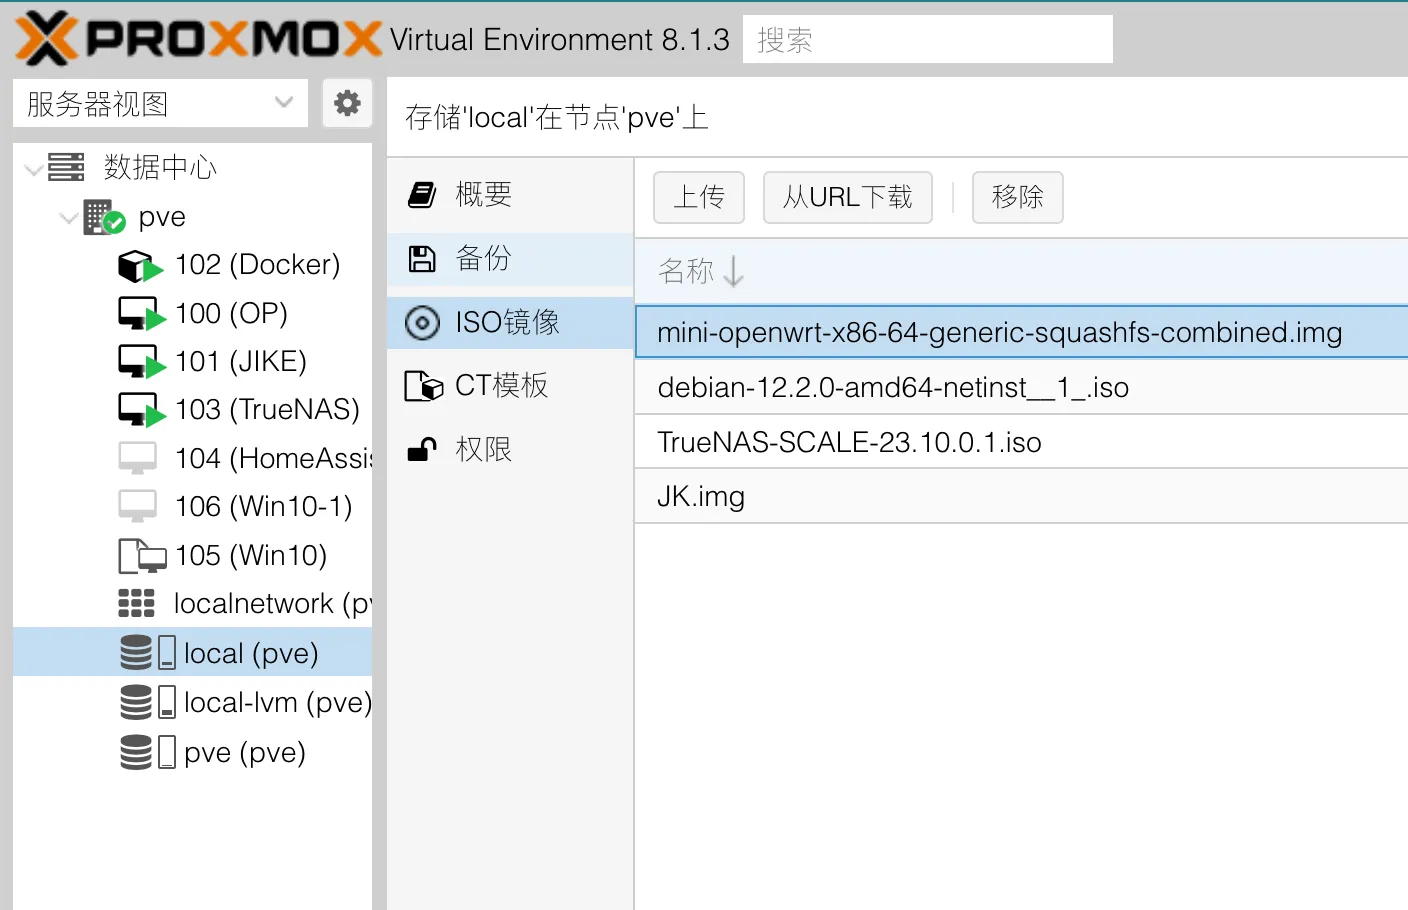 PROXMOX Virtual Environment 8.1.3 搜索
服务器视图
数据中心
pve
102 (Docker)
100 (OP)
101 (JIKE)
103 (TrueNAS)
104 (HomeAssis
106 (Win10-1)
105 (Win10)
localnetwork (pv
local (pve)
local-lvm (pve)
pve (pve)
存储'local'在节点'pve'上
概要
备份
ISO镜像
CT模板
权限
上传 从URL下载 移除
名称
mini-openwrt-x86-64-generic-squashfs-combined.img
debian-12.2.0-amd64-netinst__1_.iso
TrueNAS-SCALE-23.10.0.1.iso
JK.img